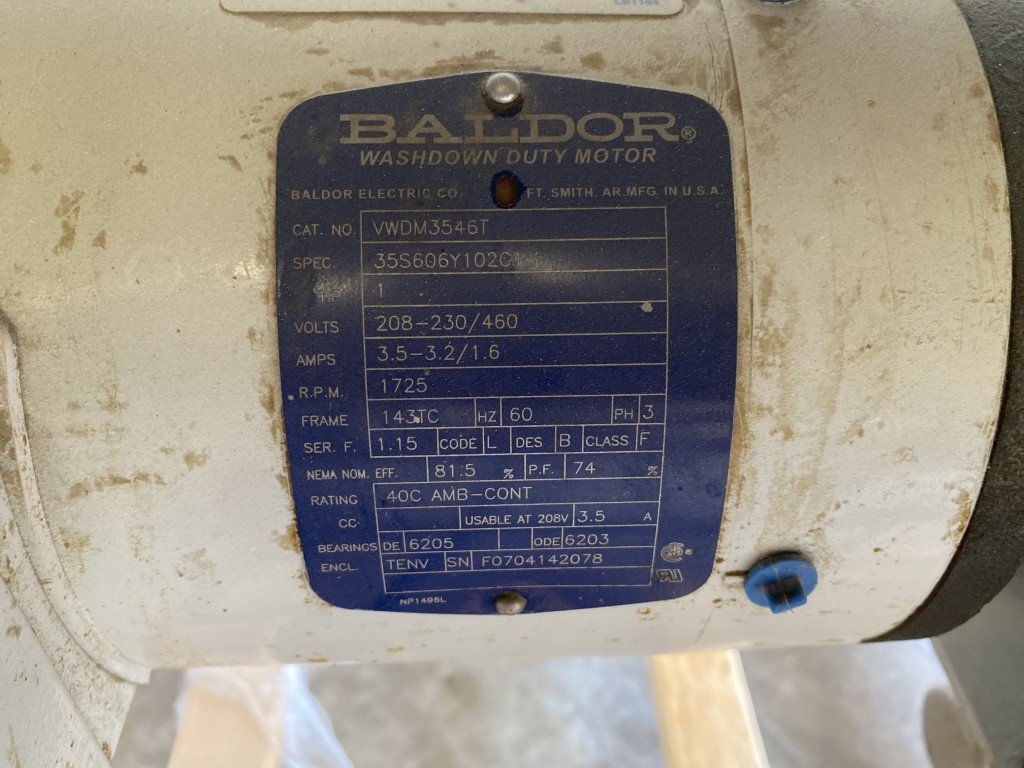 BALDOR®
WASHDOWN DUTY MOTOR
BALDOR ELECTRIC CO. FT. SMITH, AR.MFG. IN U.S.A.
CAT. NO. VWDM3546T
SPEC. 35S606Y102G1
1
VOLTS 208-230/460
AMPS 3.5-3.2/1.6
R.P.M. 1725
FRAME 143TC HZ 60 PH 3
SER. F. 1.15 CODE L DES B CLASS F
NEMA NOM. EFF. 81.5 % P.F. 74 %
RATING 40C AMB-CONT
CC USABLE AT 208V 3.5 A
BEARINGS DE 6205 ODE 6203
ENCL. TENV SN F0704142078
NP1496L